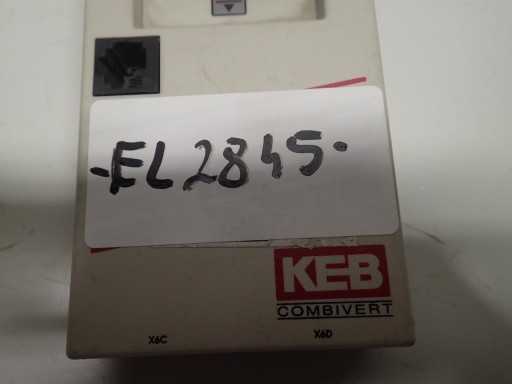 -EL2845-
KEB
COMBIVERT
X6C X6D